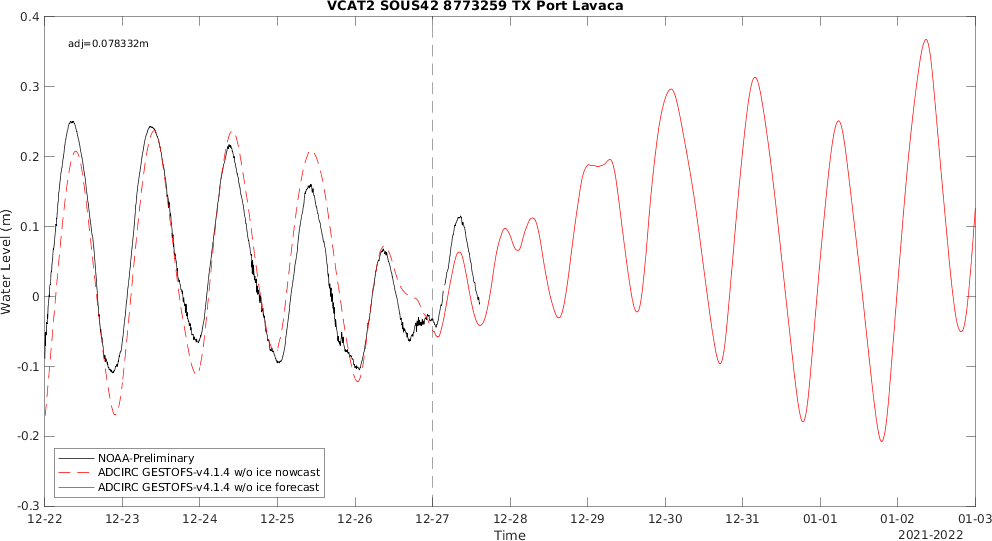 VCAT2 SOUS42 8773259 TX Port Lavaca
adj=0.078332m
Water Level (m)
0.4
0.3
0.2
0.1
0
-0.1
-0.2
-0.3
NOAA-Preliminary
ADCIRC GESTOFS-v4.1.4 w/o ice nowcast
ADCIRC GESTOFS-v4.1.4 w/o ice forecast
12-22 12-23 12-24 12-25 12-26 12-27 12-28 12-29 12-30 12-31 01-01 01-02 01-03
Time
2021-2022